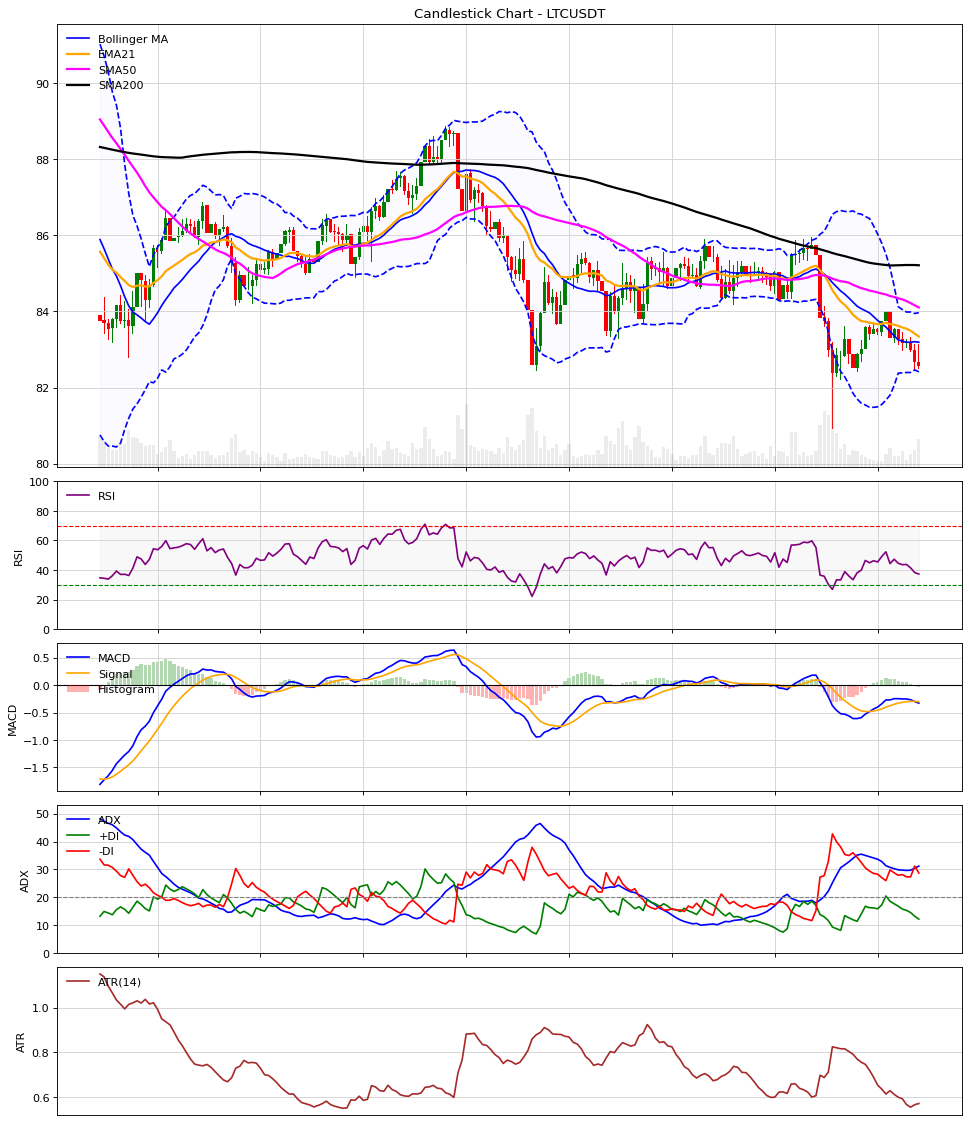 Candlestick Chart - LTCUSDT
Bollinger MA
EMA21
SMA50
SMA200
90
88
86
84
82
80
RSI
100
80
60
40
20
0
RSI
MACD
Signal
Histogram
0.5
0.0
−0.5
−1.0
−1.5
MACD
ADX
+DI
-DI
50
40
30
20
10
0
ADX
ATR(14)
1.0
0.8
0.6
ATR